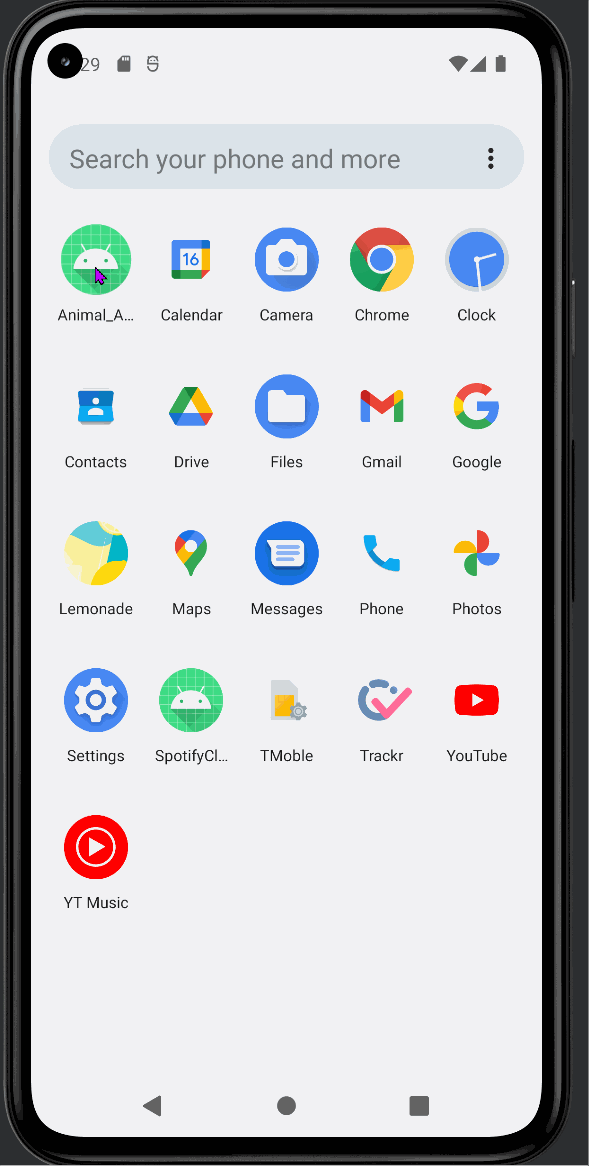 29
Search your phone and more
Animal_A... Calendar Camera Chrome Clock
16
Contacts Drive Files Gmail Google
Lemonade Maps Messages Phone Photos
Settings SpotifyCl... TMoble Trackr YouTube
YT Music